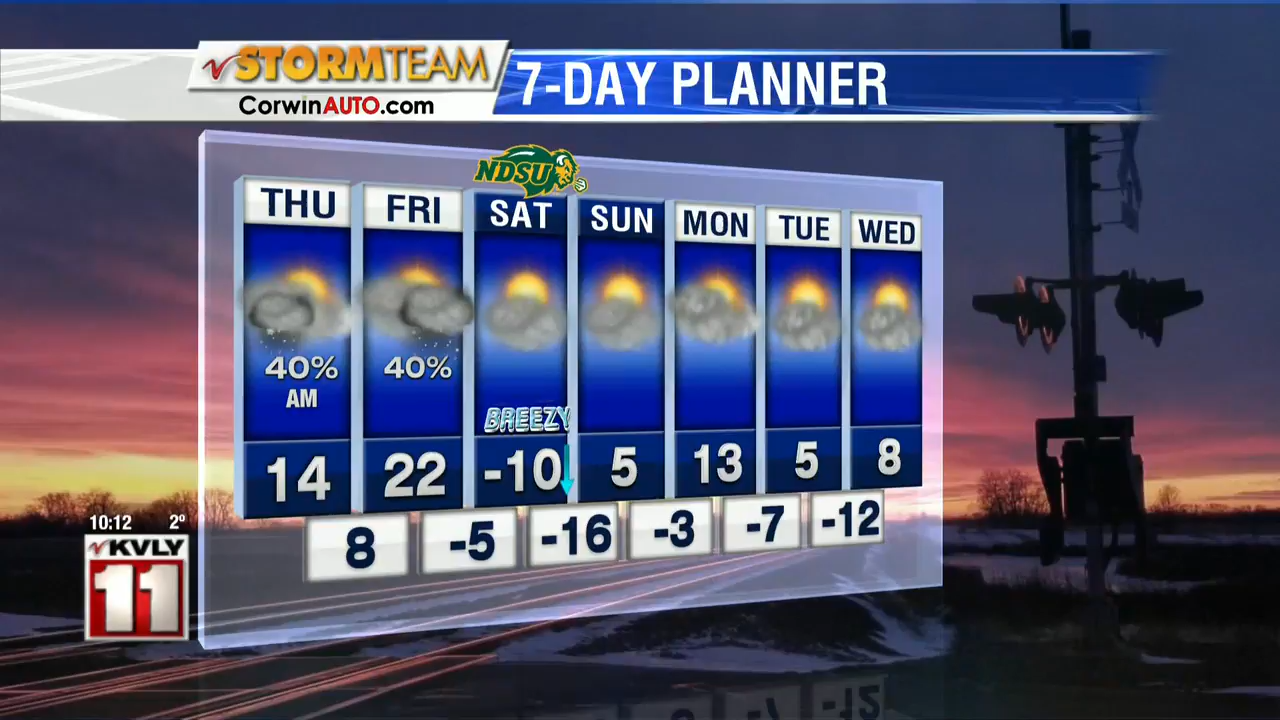 STORMTEAM
CorwinAUTO.com
7-DAY PLANNER
NDSU
THU FRI SAT SUN MON TUE WED
40% 40%
AM
BREEZY
14 22 -10 5 13 5 8
8 -5 -16 -3 -7 -12
10:12 2°
KVLY
11